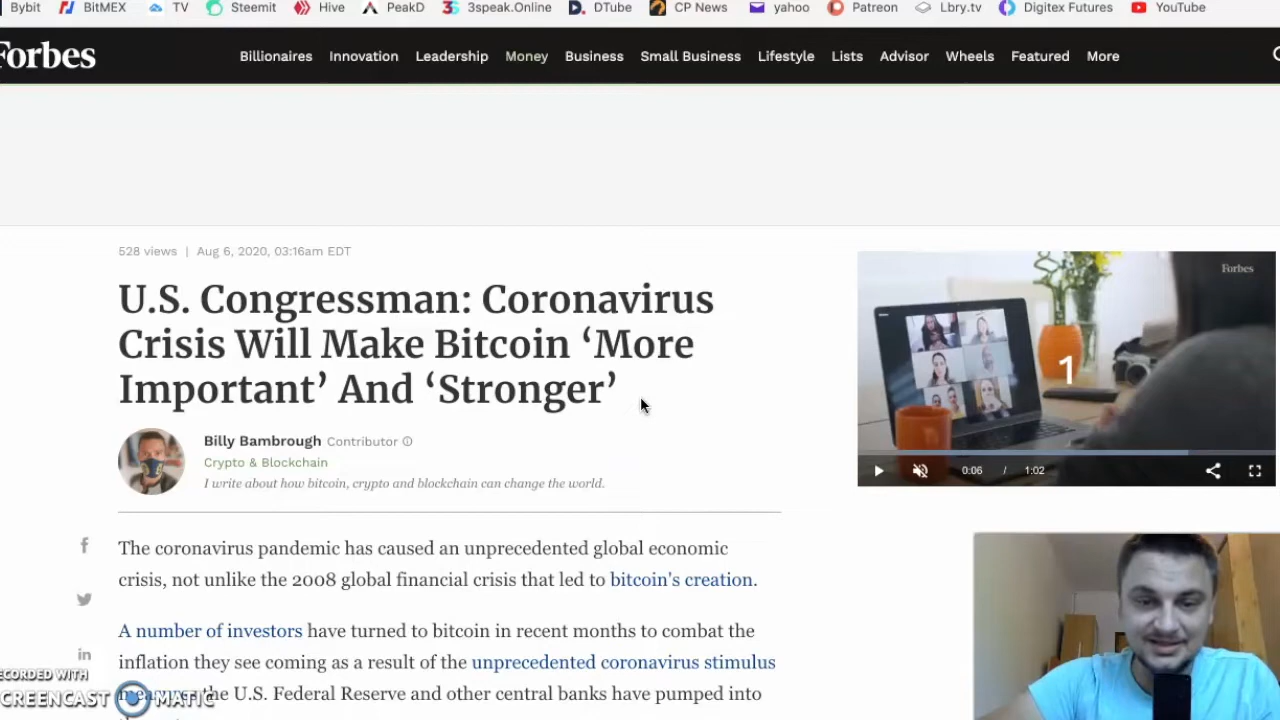 Bybit BitMEX TV Steemit Hive PeakD 3speak.Online DTube CP News yahoo Patreon Lbry.tv Digitex Futures YouTube
Forbes Billionaires Innovation Leadership Money Business Small Business Lifestyle Lists Advisor Wheels Featured More
528 views | Aug 6, 2020, 03:16am EDT
U.S. Congressman: Coronavirus
Crisis Will Make Bitcoin ‘More
Important’ And ‘Stronger’
Billy Bambrough Contributor
Crypto & Blockchain
I write about how bitcoin, crypto and blockchain can change the world.
Forbes
1
0:06 / 1:02
The coronavirus pandemic has caused an unprecedented global economic
crisis, not unlike the 2008 global financial crisis that led to bitcoin's creation.
A number of investors have turned to bitcoin in recent months to combat the
inflation they see coming as a result of the unprecedented coronavirus stimulus
the U.S. Federal Reserve and other central banks have pumped into
ECORDED WITH
CREENCAST MATIC